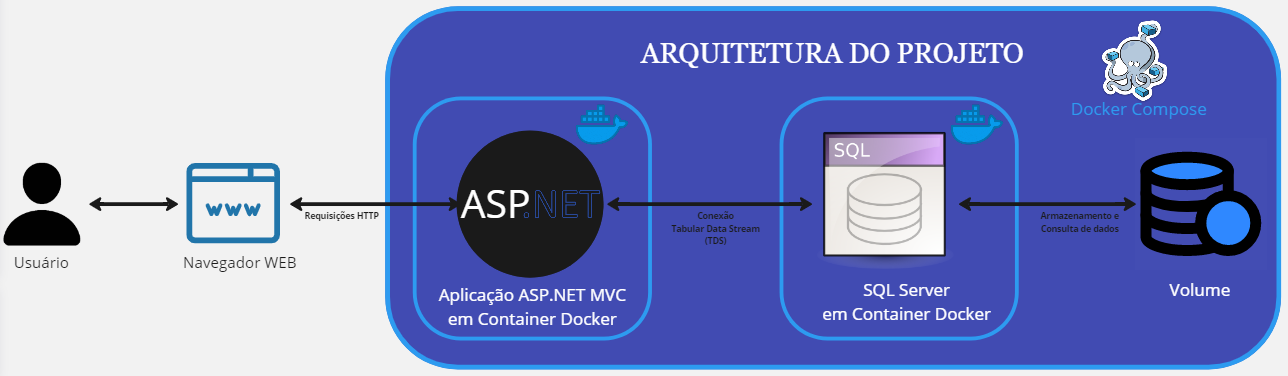 ARQUITETURA DO PROJETO
Docker Compose
www
Usuário
Navegador WEB
Requisições HTTP
ASP.NET
Aplicação ASP.NET MVC
em Container Docker
Conexão
Tabular Data Stream
(TDS)
SQL
SQL Server
em Container Docker
Armazenamento e
Consulta de dados
Volume